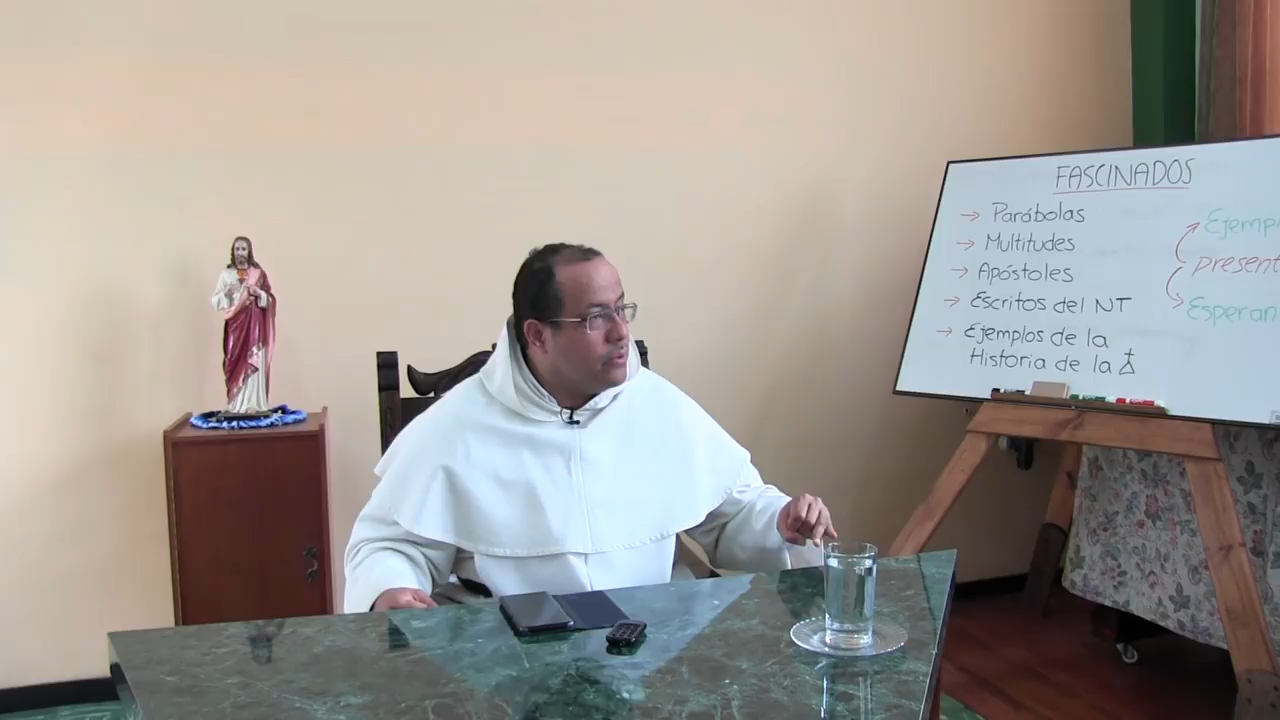 FASCINADOS
→ Parábolas
→ Multitudes
→ Apóstoles
→ Escritos del NT
→ Ejemplos de la
Historia de la